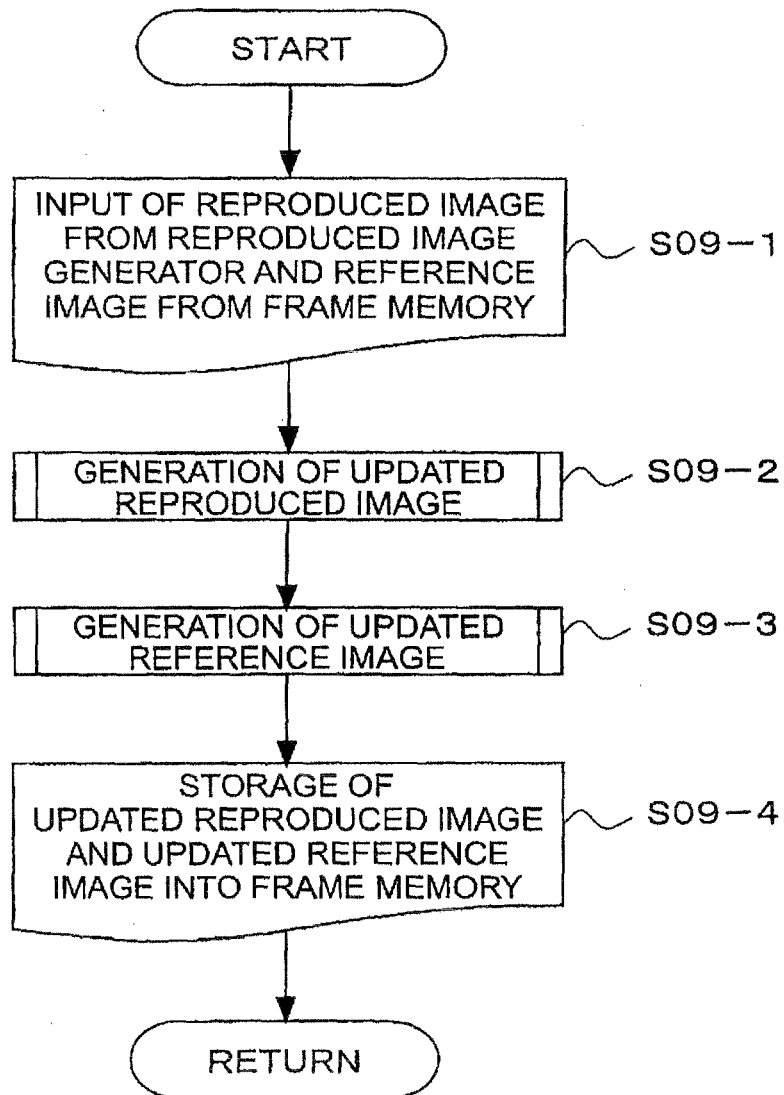 START
INPUT OF REPRODUCED IMAGE
FROM REPRODUCED IMAGE
GENERATOR AND REFERENCE
IMAGE FROM FRAME MEMORY
S09-1
GENERATION OF UPDATED
REPRODUCED IMAGE
S09-2
GENERATION OF UPDATED
REFERENCE IMAGE
S09-3
STORAGE OF
UPDATED REPRODUCED IMAGE
AND UPDATED REFERENCE
IMAGE INTO FRAME MEMORY
S09-4
RETURN